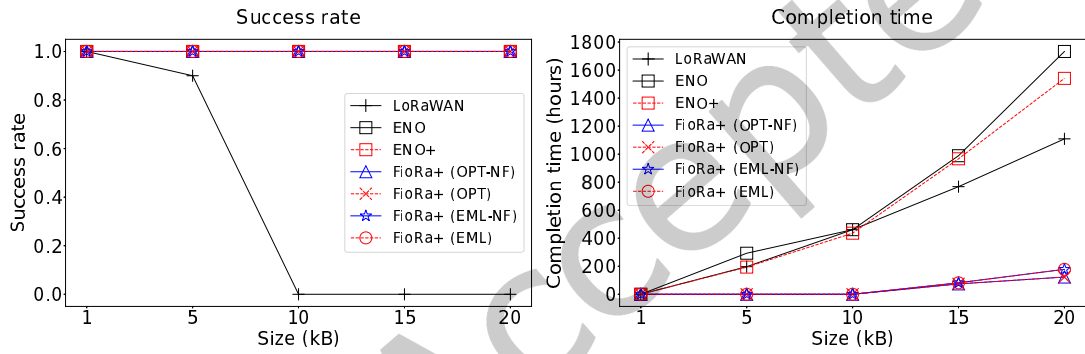 Success rate
1.0
0.8
0.6
0.4
0.2
0.0
Success rate
LoRaWAN
ENO
ENO+
FioRa+ (OPT-NF)
FioRa+ (OPT)
FioRa+ (EML-NF)
FioRa+ (EML)
1 5 10 15 20
Size (kB)
Completion time
1800
1600
1400
1200
1000
800
600
400
200
0
Completion time (hours)
LoRaWAN
ENO
ENO+
FioRa+ (OPT-NF)
FioRa+ (OPT)
FioRa+ (EML-NF)
FioRa+ (EML)
1 5 10 15 20
Size (kB)
Accepte